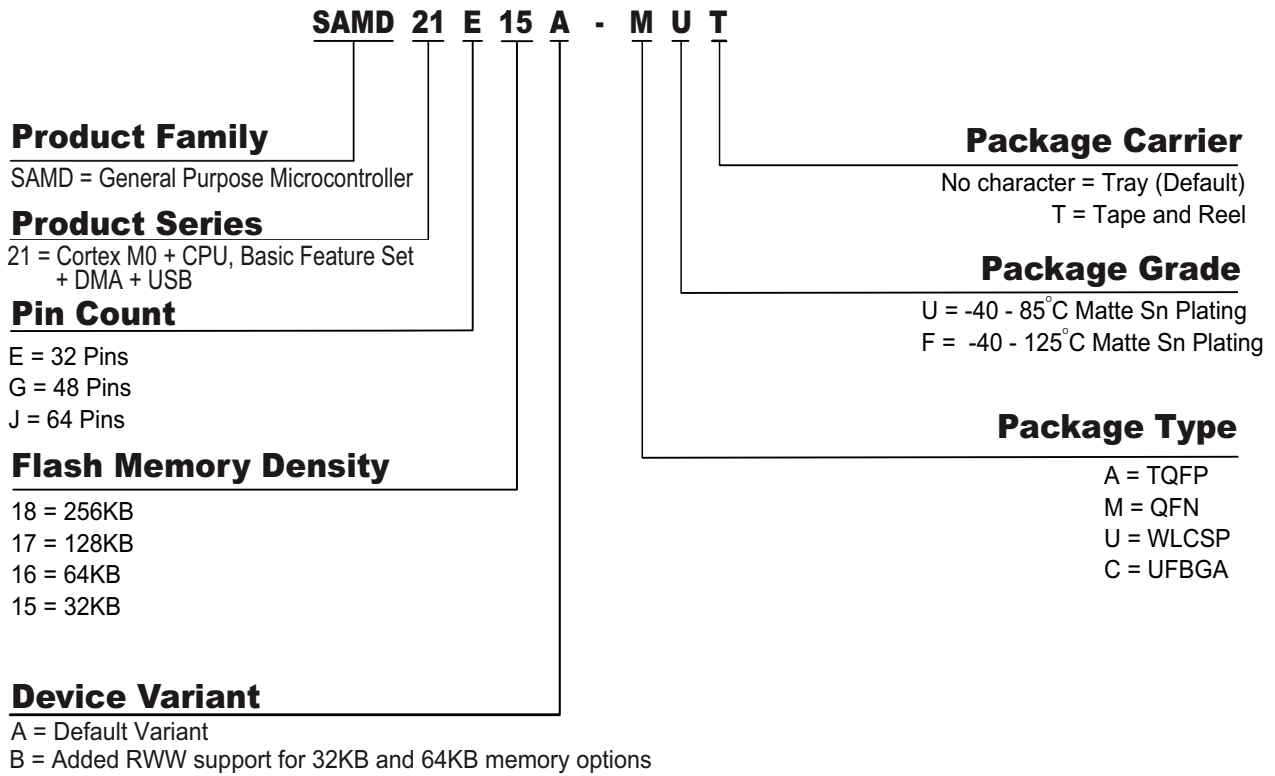 SAMD 21 E 15 A - M U T
Product Family
SAMD = General Purpose Microcontroller
Product Series
21 = Cortex M0 + CPU, Basic Feature Set
+ DMA + USB
Pin Count
E = 32 Pins
G = 48 Pins
J = 64 Pins
Flash Memory Density
18 = 256KB
17 = 128KB
16 = 64KB
15 = 32KB
Device Variant
A = Default Variant
B = Added RWW support for 32KB and 64KB memory options
Package Carrier
No character = Tray (Default)
T = Tape and Reel
Package Grade
U = -40 - 85°C Matte Sn Plating
F = -40 - 125°C Matte Sn Plating
Package Type
A = TQFP
M = QFN
U = WLCSP
C = UFBGA